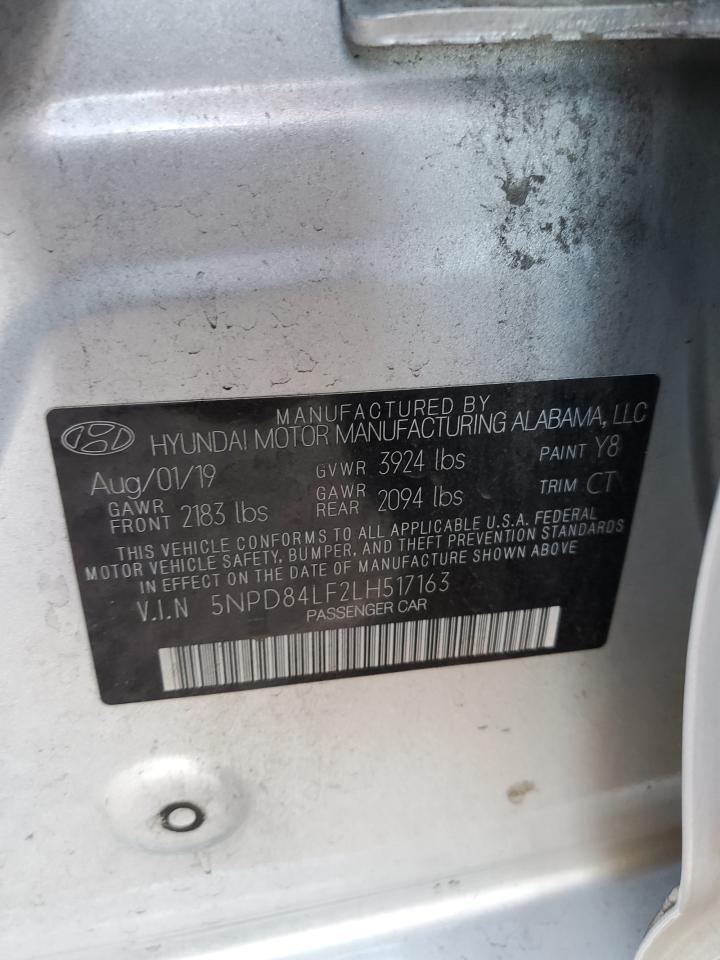 MANUFACTURED BY
HYUNDAI MOTOR MANUFACTURING ALABAMA, LLC
Aug/01/19 GVWR 3924 lbs PAINT Y8
GAWR FRONT 2183 lbs GAWR REAR 2094 lbs TRIM CT
THIS VEHICLE CONFORMS TO ALL APPLICABLE U.S.A. FEDERAL
MOTOR VEHICLE SAFETY, BUMPER, AND THEFT PREVENTION STANDARDS
IN EFFECT ON THE DATE OF MANUFACTURE SHOWN ABOVE
V.I.N 5NPD84LF2LH517163
PASSENGER CAR